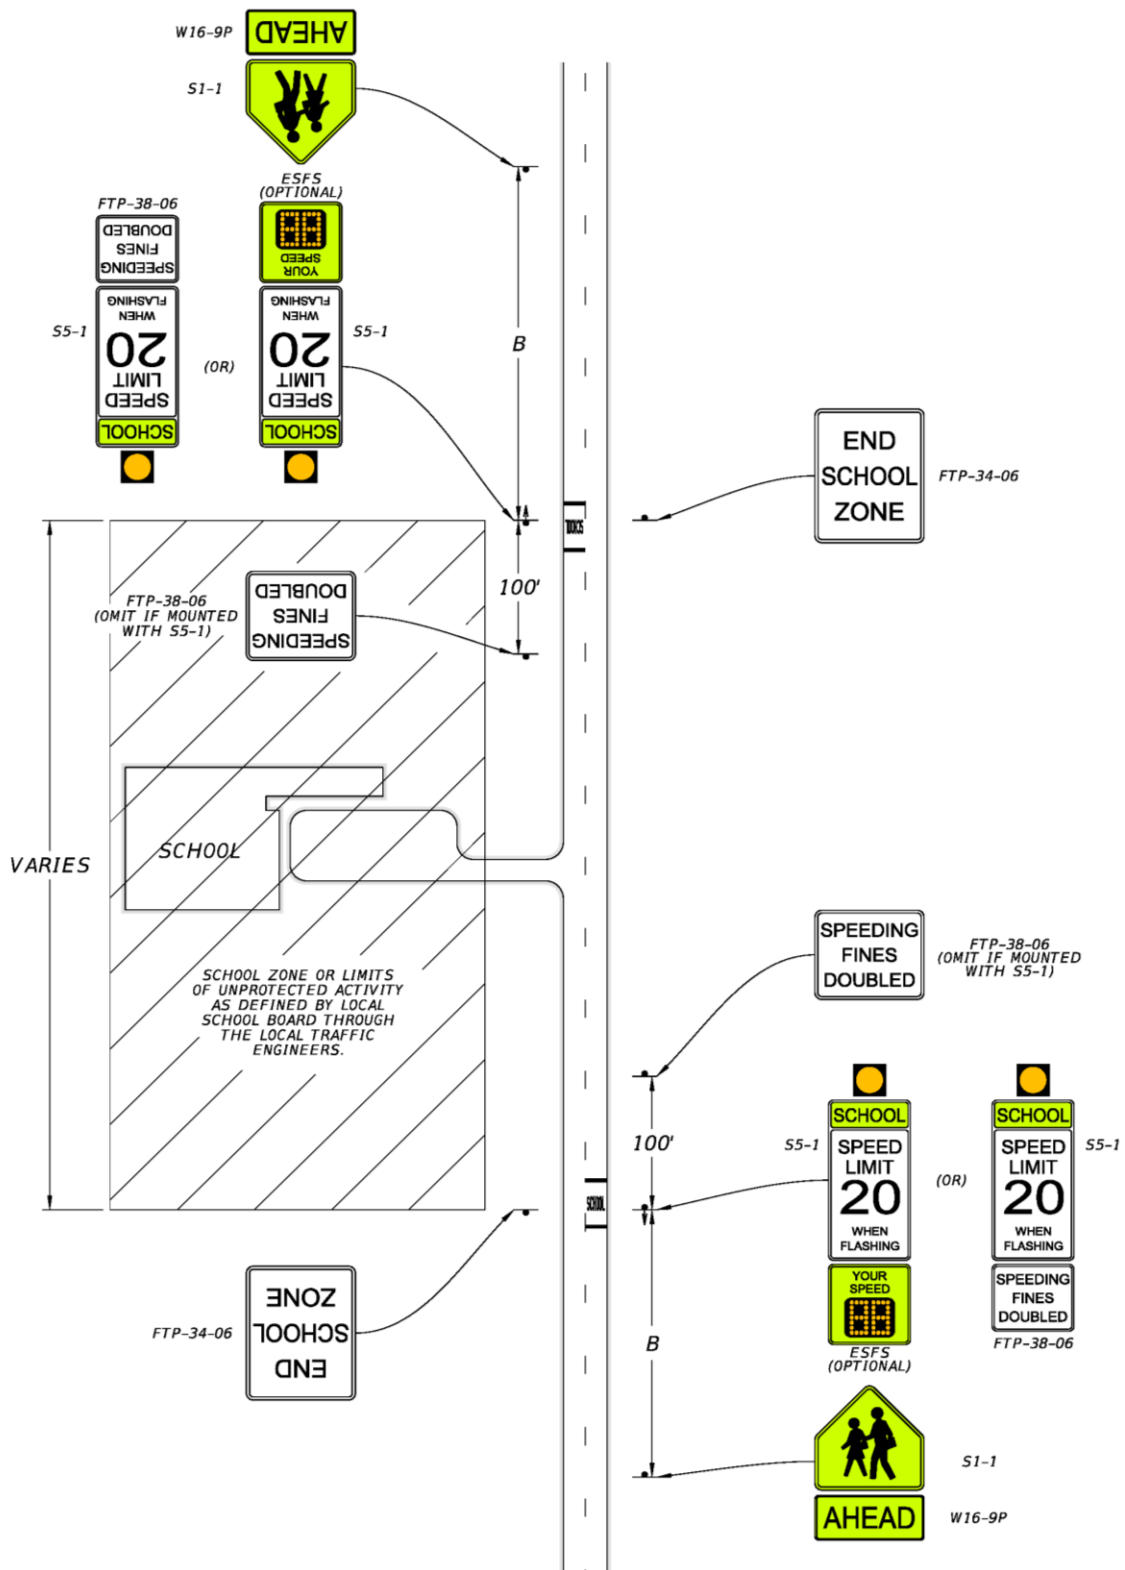 W16-9P
AHEAD
S1-1
ESFS
(OPTIONAL)
FTP-38-06
SPEEDING
FINES
DOUBLED
YOUR
SPEED
S5-1
SCHOOL
SPEED
LIMIT
20
WHEN
FLASHING
(OR)
SCHOOL
SPEED
LIMIT
20
WHEN
FLASHING
S5-1
B
END
SCHOOL
ZONE
FTP-34-06
SCHOOL
100'
FTP-38-06
(OMIT IF MOUNTED
WITH S5-1)
SPEEDING
FINES
DOUBLED
VARIES
SCHOOL
SCHOOL ZONE OR LIMITS
OF UNPROTECTED ACTIVITY
AS DEFINED BY LOCAL
SCHOOL BOARD THROUGH
THE LOCAL TRAFFIC
ENGINEERS.
SPEEDING
FINES
DOUBLED
FTP-38-06
(OMIT IF MOUNTED
WITH S5-1)
100'
SCHOOL
S5-1
SCHOOL
SPEED
LIMIT
20
WHEN
FLASHING
(OR)
SCHOOL
SPEED
LIMIT
20
WHEN
FLASHING
S5-1
YOUR
SPEED
ESFS
(OPTIONAL)
SPEEDING
FINES
DOUBLED
FTP-38-06
FTP-34-06
END
SCHOOL
ZONE
B
S1-1
AHEAD
W16-9P